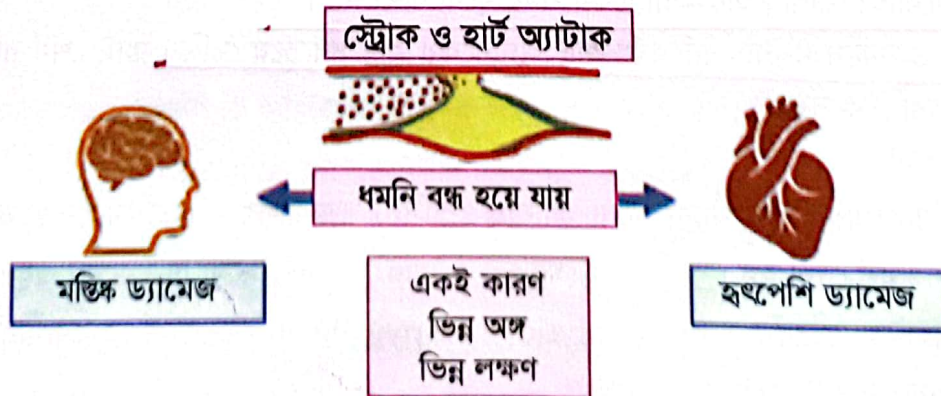 স্ট্রোক ও হার্ট অ্যাটাক
ধমনি বন্ধ হয়ে যায়
মস্তিষ্ক ড্যামেজ
একই কারণ
ভিন্ন অঙ্গ
ভিন্ন লক্ষণ
হৃৎপেশি ড্যামেজ